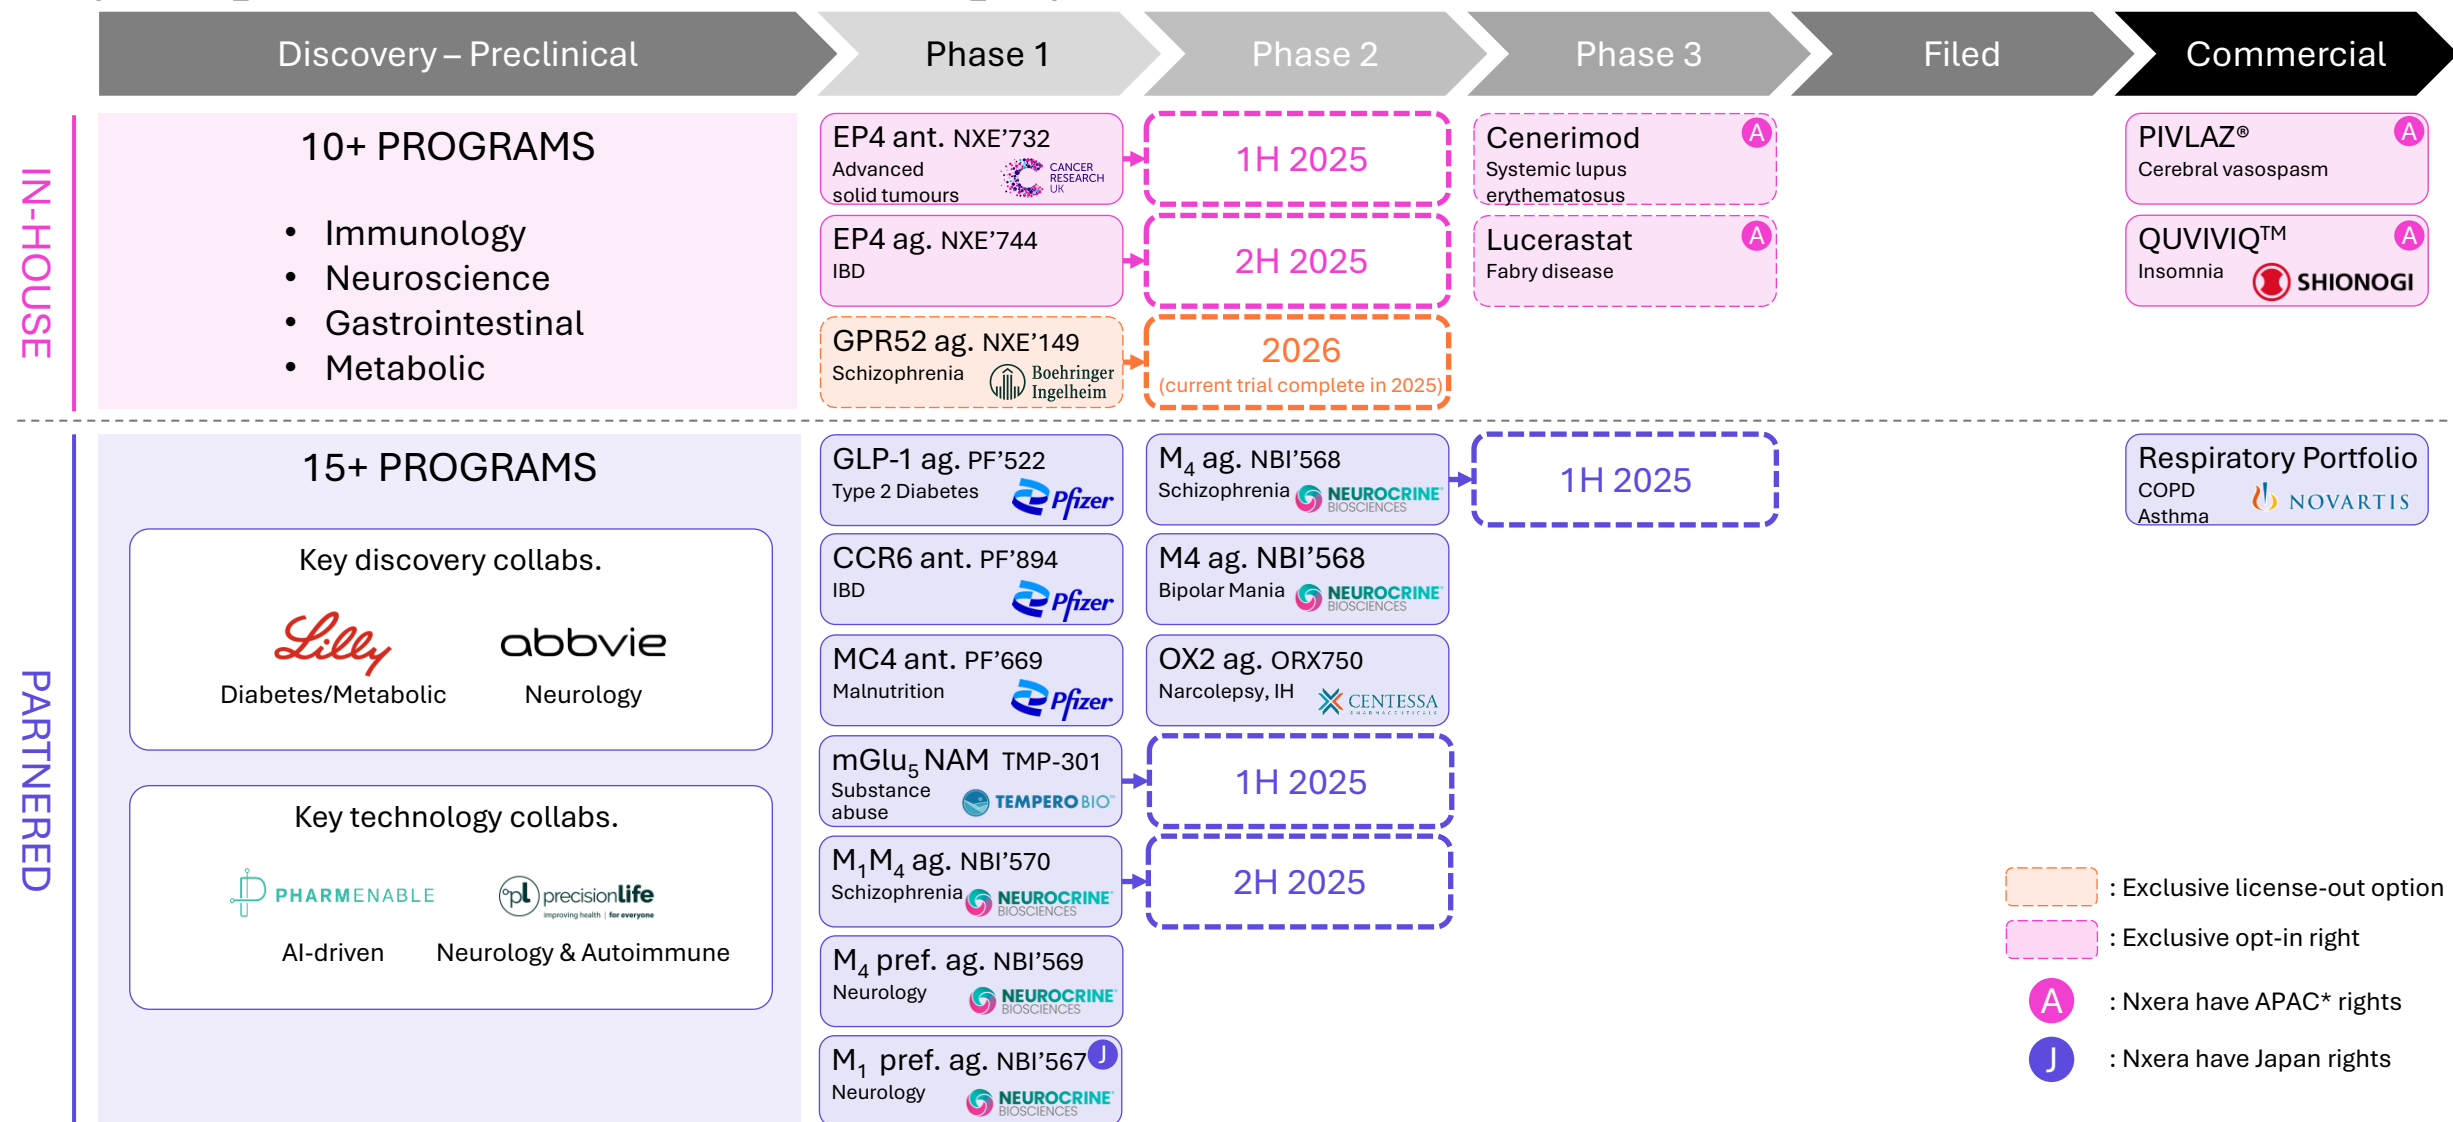 Discovery – Preclinical
Phase 1
Phase 2
Phase 3
Filed
Commercial
IN-HOUSE
10+ PROGRAMS
• Immunology
• Neuroscience
• Gastrointestinal
• Metabolic
EP4 ant. NXE’732
Advanced
solid tumours
CANCER
RESEARCH
UK
1H 2025
Cenerimod
Systemic lupus
erythematosus
A
PIVLAZ®
Cerebral vasospasm
A
EP4 ag. NXE’744
IBD
2H 2025
Lucerastat
Fabry disease
A
QUVIVIQ™
Insomnia
SHIONOGI
A
GPR52 ag. NXE’149
Schizophrenia
Boehringer
Ingelheim
2026
(current trial complete in 2025)
PARTNERED
15+ PROGRAMS
Key discovery collabs.
Lilly
abbvie
Diabetes/Metabolic
Neurology
Key technology collabs.
PHARMENABLE
pl precisionlife
improving health | for everyone
AI-driven
Neurology & Autoimmune
GLP-1 ag. PF’522
Type 2 Diabetes
Pfizer
M₄ ag. NBI’568
Schizophrenia
NEUROCRINE
BIOSCIENCES
1H 2025
Respiratory Portfolio
COPD
Asthma
NOVARTIS
CCR6 ant. PF’894
IBD
Pfizer
M4 ag. NBI’568
Bipolar Mania
NEUROCRINE
BIOSCIENCES
MC4 ant. PF’669
Malnutrition
Pfizer
OX2 ag. ORX750
Narcolepsy, IH
CENTESSA
PHARMACEUTICALS
mGlu₅ NAM TMP-301
Substance
abuse
TEMPERO BIO™
1H 2025
M₁M₄ ag. NBI’570
Schizophrenia
NEUROCRINE
BIOSCIENCES
2H 2025
M₄ pref. ag. NBI’569
Neurology
NEUROCRINE
BIOSCIENCES
M₁ pref. ag. NBI’567
J
Neurology
NEUROCRINE
BIOSCIENCES
: Exclusive license-out option
: Exclusive opt-in right
A : Nxera have APAC* rights
J : Nxera have Japan rights